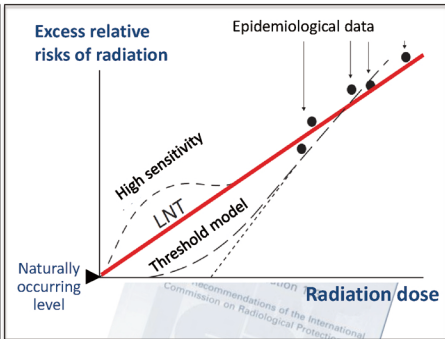 Excess relative
risks of radiation
Epidemiological data
High sensitivity
LNT
Threshold model
Naturally
occurring
level
Radiation dose
Recommendations of the International
Commission on Radiological